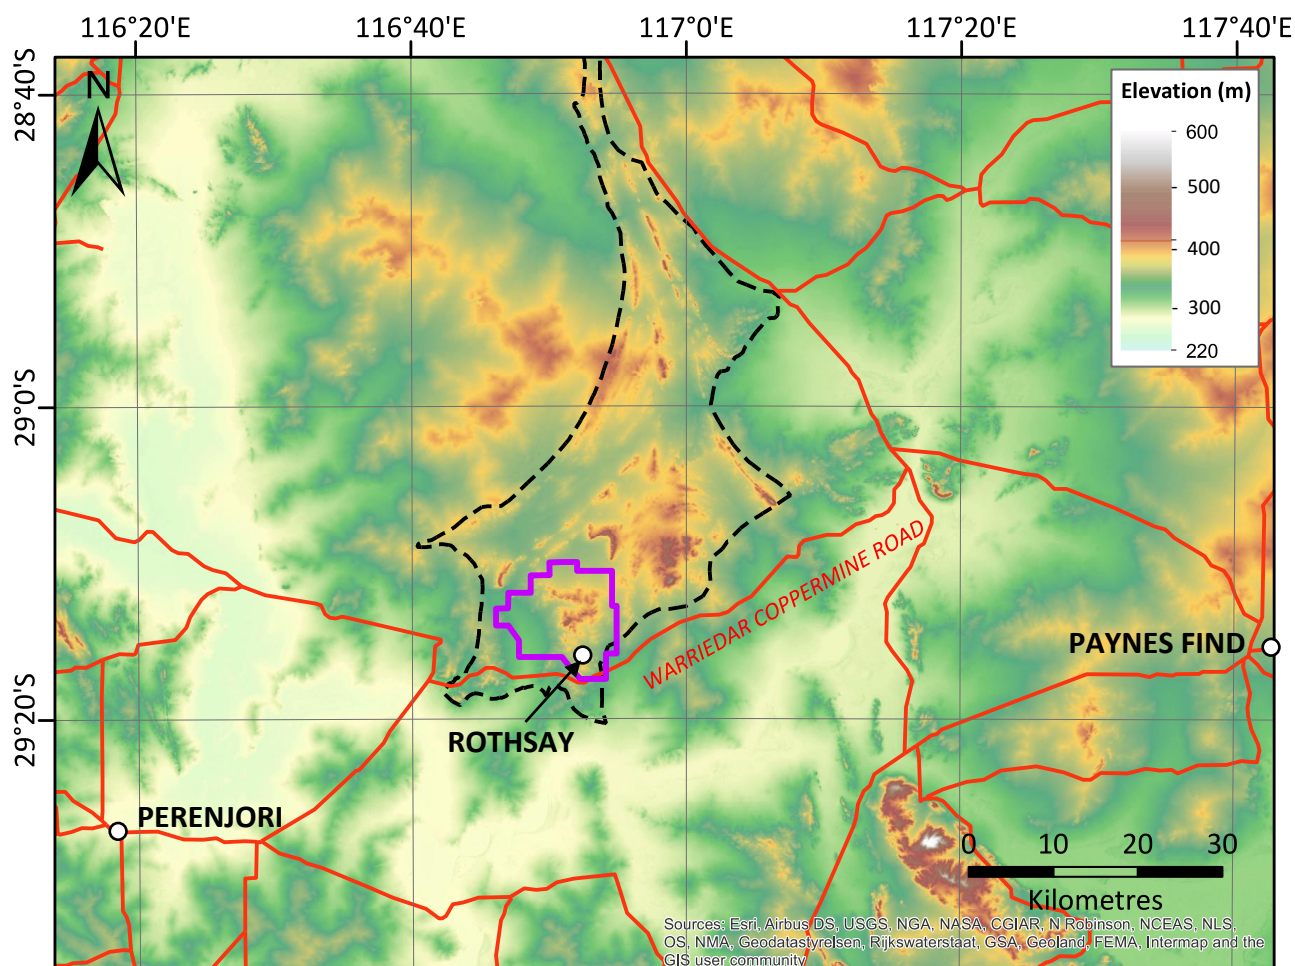 116°20'E 116°40'E 117°0'E 117°20'E 117°40'E
28°40'S
29°0'S
29°20'S
N
Elevation (m)
600
500
400
300
220
WARRIEDAR COPPERMINE ROAD
PAYNES FIND
ROTHSAY
PERENJORI
0 10 20 30
Kilometres
Sources: Esri, Airbus DS, USGS, NGA, NASA, CGIAR, N Robinson, NCEAS, NLS,
OS, NMA, Geodatastyrelsen, Rijkswaterstaat, GSA, Geoland, FEMA, Intermap and the
GIS user community